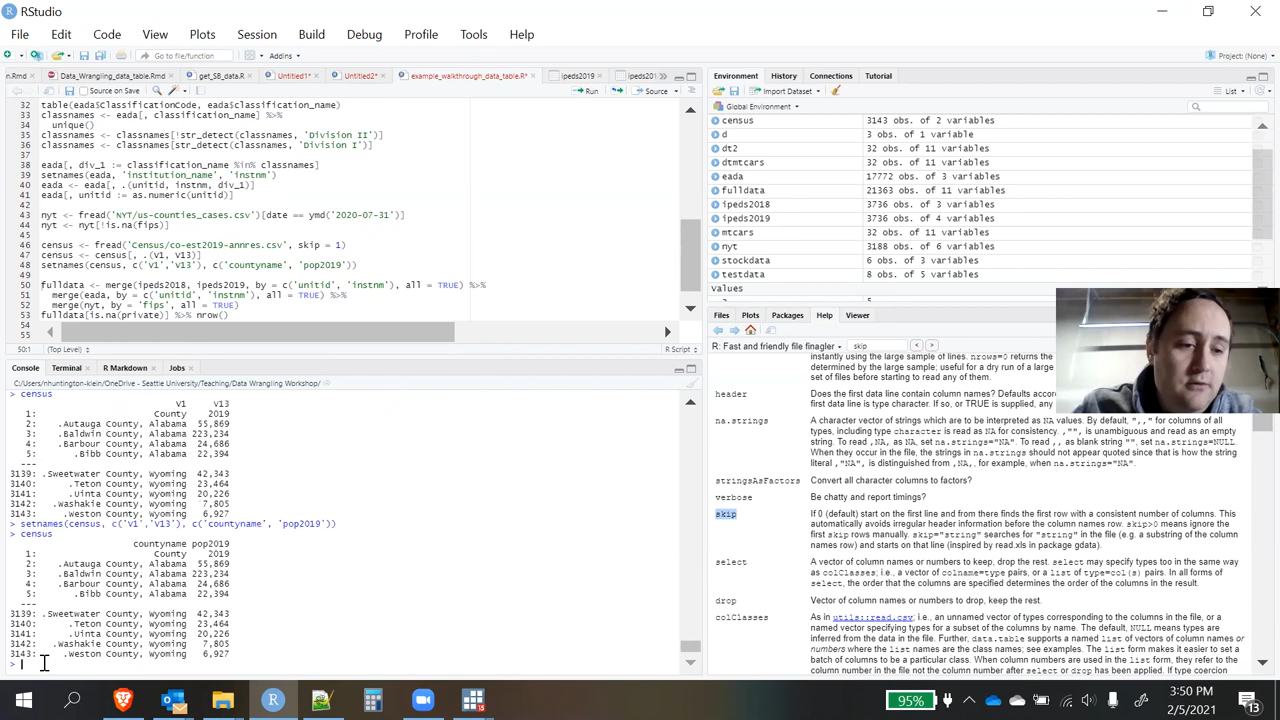 RStudio
File Edit Code View Plots Session Build Debug Profile Tools Help
Go to file/function Addins Project: (None)
n.Rmd Data_Wrangling_data_table.Rmd get_SB_data.R Untitled1* Untitled2* example_walkthrough_data_table.R* ipeds2019 ipeds201
Source on Save Run Source
32 table(eada$ClassificationCode, eada$classification_name)
33 classnames <- eada[, classification_name] %>%
34 unique()
35 classnames <- classnames[!str_detect(classnames, 'Division II')]
36 classnames <- classnames[str_detect(classnames, 'Division I')]
37
38 eada[, div_1 := classification_name %in% classnames]
39 setnames(eada, 'institution_name', 'instnm')
40 eada <- eada[, .(unitid, instnm, div_1)]
41 eada[, unitid := as.numeric(unitid)]
42
43 nyt <- fread('NYT/us-counties_cases.csv')[date == ymd('2020-07-31')]
44 nyt <- nyt[!is.na(fips)]
45
46 census <- fread('Census/co-est2019-annres.csv', skip = 1)
47 census <- census[, .(V1, V13)]
48 setnames(census, c('V1','V13'), c('countyname', 'pop2019'))
49
50 fulldata <- merge(ipeds2018, ipeds2019, by = c('unitid', 'instnm'), all = TRUE) %>%
51 merge(eada, by = c('unitid', 'instnm'), all = TRUE) %>%
52 merge(nyt, by = 'fips', all = TRUE)
53 fulldata[is.na(private)] %>% nrow()
54
55
50:1 (Top Level) R Script
Console Terminal R Markdown Jobs
C:/Users/nhuntington-klein/OneDrive - Seattle University/Teaching/Data Wrangling Workshop/
> census
V1 V13
1: County 2019
2: .Autauga County, Alabama 55,869
3: .Baldwin County, Alabama 223,234
4: .Barbour County, Alabama 24,686
5: .Bibb County, Alabama 22,394
---
3139: .Sweetwater County, Wyoming 42,343
3140: .Teton County, Wyoming 23,464
3141: .Uinta County, Wyoming 20,226
3142: .Washakie County, Wyoming 7,805
3143: .Weston County, Wyoming 6,927
> setnames(census, c('V1','V13'), c('countyname', 'pop2019'))
> census
countyname pop2019
1: County 2019
2: .Autauga County, Alabama 55,869
3: .Baldwin County, Alabama 223,234
4: .Barbour County, Alabama 24,686
5: .Bibb County, Alabama 22,394
---
3139: .Sweetwater County, Wyoming 42,343
3140: .Teton County, Wyoming 23,464
3141: .Uinta County, Wyoming 20,226
3142: .Washakie County, Wyoming 7,805
3143: .Weston County, Wyoming 6,927
>
Environment History Connections Tutorial
Import Dataset List
Global Environment
census 3143 obs. of 2 variables
d 3 obs. of 1 variable
dt2 32 obs. of 11 variables
dtmtcars 32 obs. of 11 variables
eada 17772 obs. of 3 variables
fulldata 21363 obs. of 11 variables
ipeds2018 3736 obs. of 3 variables
ipeds2019 3736 obs. of 4 variables
mtcars 32 obs. of 11 variables
nyt 3188 obs. of 6 variables
stockdata 6 obs. of 3 variables
testdata 8 obs. of 5 variables
Values
Files Plots Packages Help Viewer
R: Fast and friendly file finagler skip
instantly using the large sample of lines. nrows=0 returns the
determined by the large sample; useful for a dry run of a large
set of files before starting to read any of them.
header Does the first data line contain column names? Defaults accor
first data line is type character. If so, or TRUE is supplied, any
na.strings A character vector of strings which are to be interpreted as NA values. By default, ",," for columns of all
types, including type character is read as NA for consistency. ,"", is unambiguous and read as an empty
string. To read ,NA, as NA, set na.strings="NA". To read ,, as blank string "", set na.strings=NULL.
When they occur in the file, the strings in na.strings should not appear quoted since that is how the string
literal ,"NA", is distinguished from ,NA,, for example, when na.strings="NA".
stringsAsFactors Convert all character columns to factors?
verbose Be chatty and report timings?
skip If 0 (default) start on the first line and from there finds the first row with a consistent number of columns. This
automatically avoids irregular header information before the column names row. skip>0 means ignore the
first skip rows manually. skip="string" searches for "string" in the file (e.g. a substring of the column
names row) and starts on that line (inspired by read.xls in package gdata).
select A vector of column names or numbers to keep, drop the rest. select may specify types too in the same way
as colClasses; i.e., a vector of colname=type pairs, or a list of type=col(s) pairs. In all forms of
select, the order that the columns are specified determines the order of the columns in the result.
drop Vector of column names or numbers to drop, keep the rest.
colClasses As in utils::read.csv; i.e., an unnamed vector of types corresponding to the columns in the file, or a
named vector specifying types for a subset of the columns by name. The default, NULL means types are
inferred from the data in the file. Further, data.table supports a named list of vectors of column names or
numbers where the list names are the class names; see examples. The list form makes it easier to set a
batch of columns to be a particular class. When column numbers are used in the list form, they refer to the
column number in the file not the column number after select or drop has been applied. If type coercion
95% 3:50 PM
2/5/2021 13